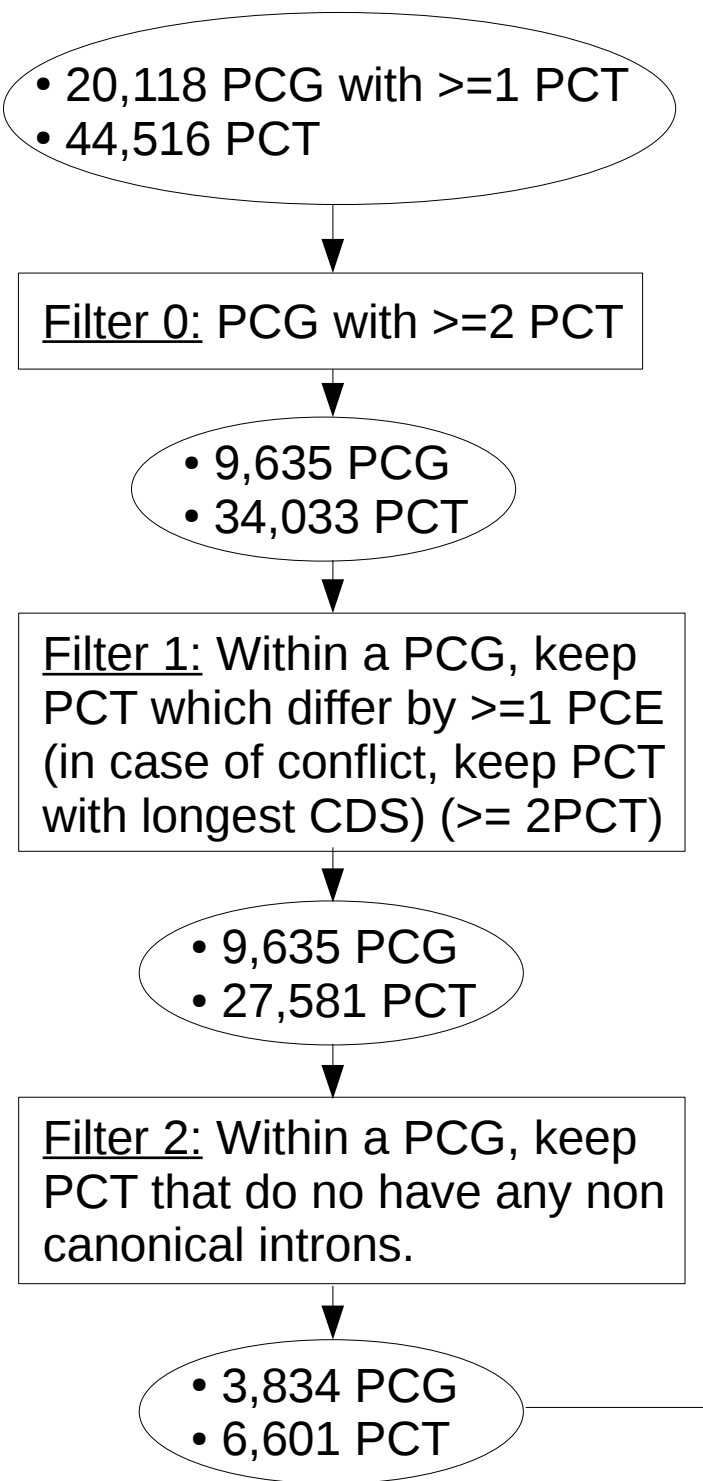 • 20,118 PCG with >=1 PCT
• 44,516 PCT
Filter 0: PCG with >=2 PCT
• 9,635 PCG
• 34,033 PCT
Filter 1: Within a PCG, keep
PCT which differ by >=1 PCE
(in case of conflict, keep PCT
with longest CDS) (>= 2PCT)
• 9,635 PCG
• 27,581 PCT
Filter 2: Within a PCG, keep
PCT that do no have any non
canonical introns.
• 3,834 PCG
• 6,601 PCT